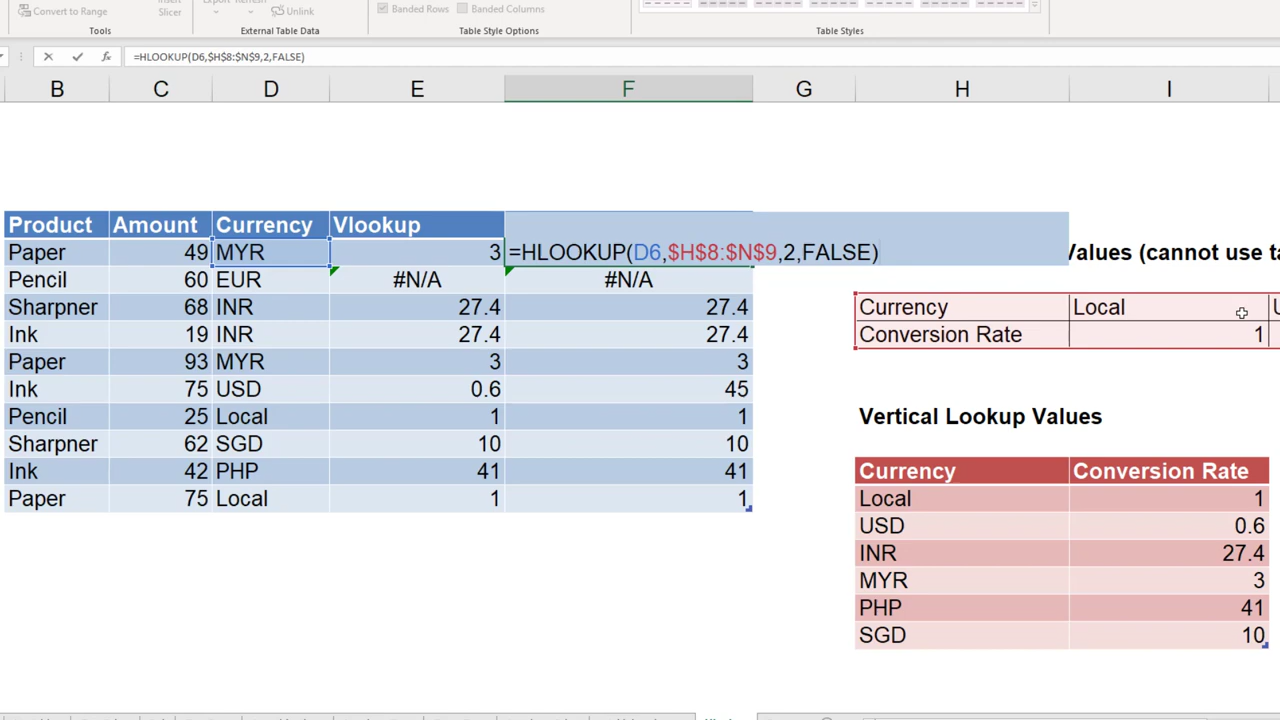 Convert to Range
Slicer
Unlink
Banded Rows
Banded Columns
Tools
External Table Data
Table Style Options
Table Styles
=HLOOKUP(D6,$H$8:$N$9,2,FALSE)
B C D E F G H I
Product Amount Currency Vlookup
Paper 49 MYR 3 =HLOOKUP(D6,$H$8:$N$9,2,FALSE)
Values (cannot use
Pencil 60 EUR #N/A #N/A
Sharpner 68 INR 27.4 27.4
Currency Local
Ink 19 INR 27.4 27.4
Conversion Rate 1
Paper 93 MYR 3 3
Ink 75 USD 0.6 45
Pencil 25 Local 1 1
Vertical Lookup Values
Sharpner 62 SGD 10 10
Ink 42 PHP 41 41
Currency Conversion Rate
Paper 75 Local 1 1
Local 1
USD 0.6
INR 27.4
MYR 3
PHP 41
SGD 10